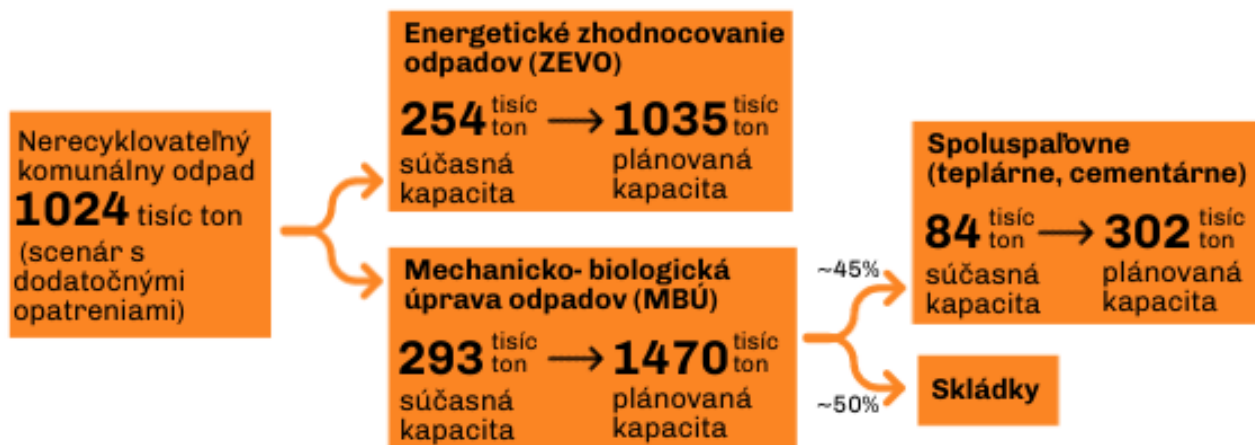 Nerecyklovateľný
komunálny odpad
1024 tisíc ton
(scenár s
dodatočnými
opatreniami)
Energetické zhodnocovanie
odpadov (ZEVO)
254 tisíc ton → 1035 tisíc ton
súčasná kapacita plánovaná kapacita
Mechanicko- biologická
úprava odpadov (MBÚ)
293 tisíc ton → 1470 tisíc ton
súčasná kapacita plánovaná kapacita
~45%
~50%
Spoluspaľovne
(teplárne, cementárne)
84 tisíc ton → 302 tisíc ton
súčasná kapacita plánovaná kapacita
Skládky